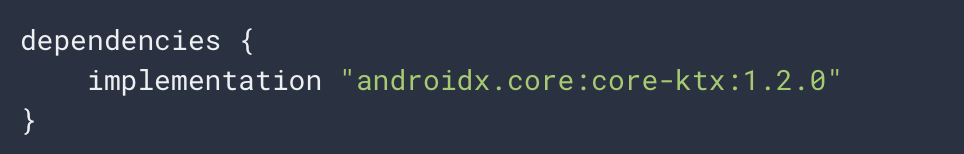 dependencies {
    implementation "androidx.core:core-ktx:1.2.0"
}